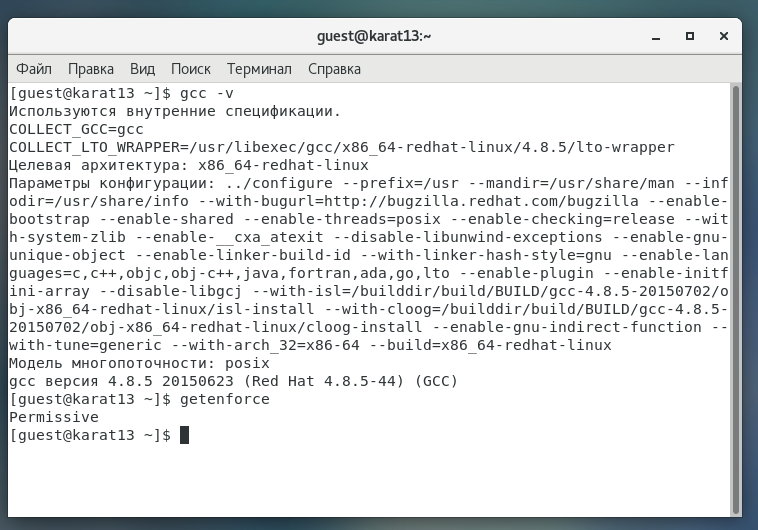 guest@karat13:~
Файл Правка Вид Поиск Терминал Справка
[guest@karat13 ~]$ gcc -v
Используются внутренние спецификации.
COLLECT_GCC=gcc
COLLECT_LTO_WRAPPER=/usr/libexec/gcc/x86_64-redhat-linux/4.8.5/lto-wrapper
Целевая архитектура: x86_64-redhat-linux
Параметры конфигурации: ../configure --prefix=/usr --mandir=/usr/share/man --inf
odir=/usr/share/info --with-bugurl=http://bugzilla.redhat.com/bugzilla --enable-
bootstrap --enable-shared --enable-threads=posix --enable-checking=release --wit
h-system-zlib --enable-__cxa_atexit --disable-libunwind-exceptions --enable-gnu-
unique-object --enable-linker-build-id --with-linker-hash-style=gnu --enable-lan
guages=c,c++,objc,obj-c++,java,fortran,ada,go,lto --enable-plugin --enable-initf
ini-array --disable-libgcj --with-isl=/builddir/build/BUILD/gcc-4.8.5-20150702/o
bj-x86_64-redhat-linux/isl-install --with-cloog=/builddir/build/BUILD/gcc-4.8.5-
20150702/obj-x86_64-redhat-linux/cloog-install --enable-gnu-indirect-function --
with-tune=generic --with-arch_32=x86-64 --build=x86_64-redhat-linux
Модель многопоточности: posix
gcc версия 4.8.5 20150623 (Red Hat 4.8.5-44) (GCC)
[guest@karat13 ~]$ getenforce
Permissive
[guest@karat13 ~]$